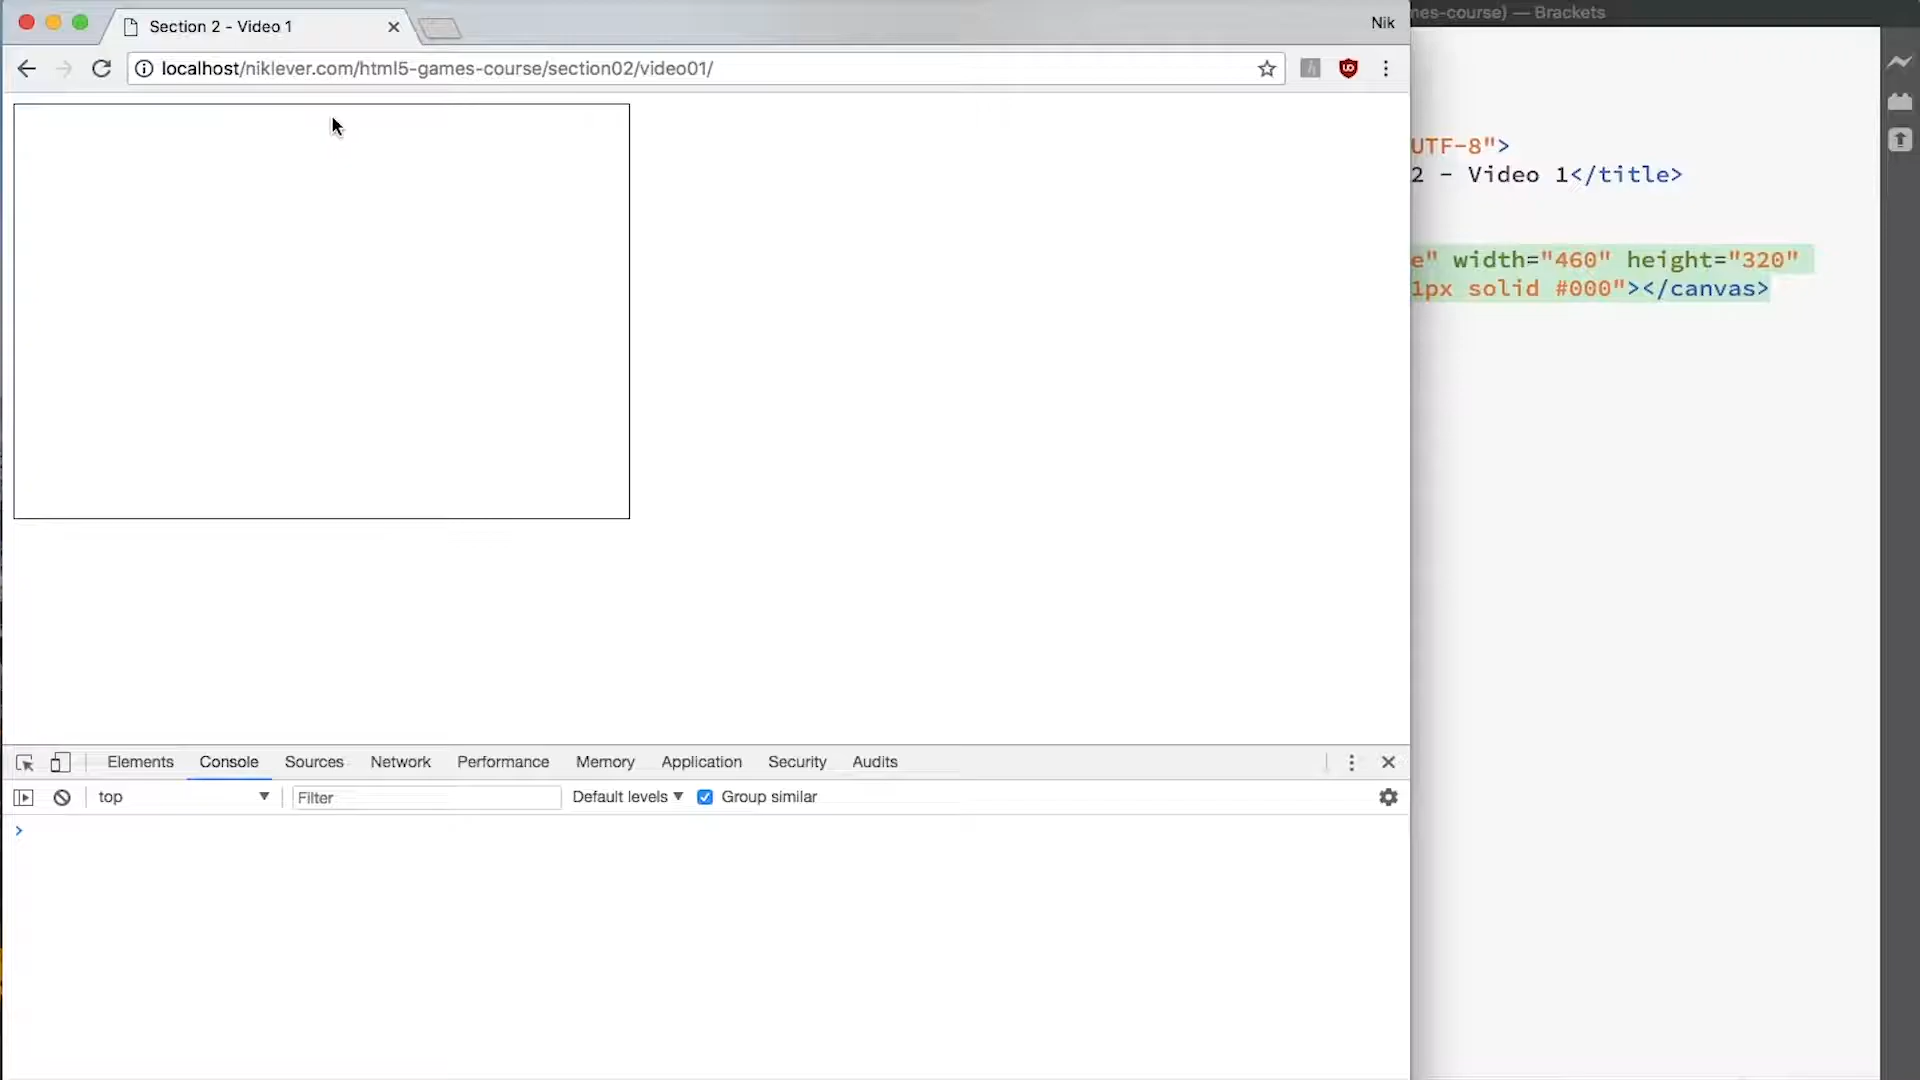 Section 2 - Video 1
Nik
nes-course) — Brackets
localhost/niklever.com/html5-games-course/section02/video01/
UTF-8">
2 - Video 1</title>
e" width="460" height="320"
1px solid #000"></canvas>
Elements Console Sources Network Performance Memory Application Security Audits
top Filter Default levels Group similar
>